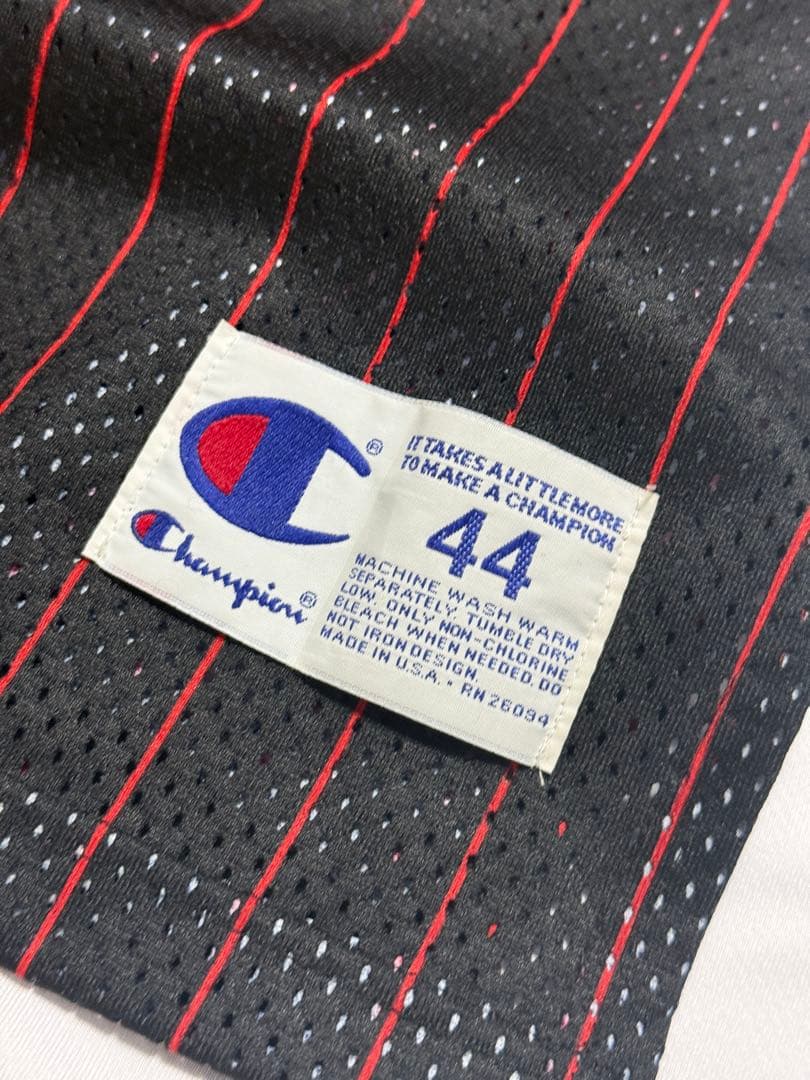 ®
Champion®
IT TAKES A LITTLE MORE
TO MAKE A CHAMPION
44
MACHINE WASH WARM
SEPARATELY, TUMBLE DRY
LOW. ONLY NON-CHLORINE
BLEACH WHEN NEEDED. DO
NOT IRON DESIGN.
MADE IN U.S.A. • RN 26094